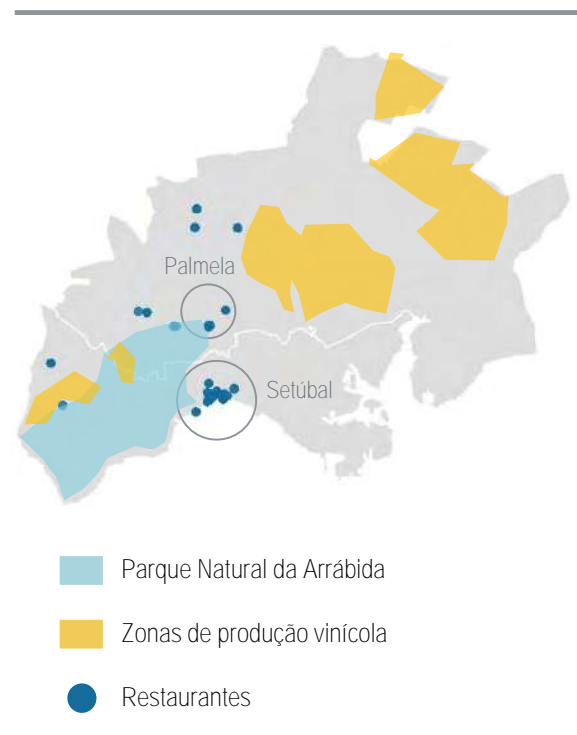 Palmela
Setúbal
Parque Natural da Arrábida
Zonas de produção vinícola
Restaurantes